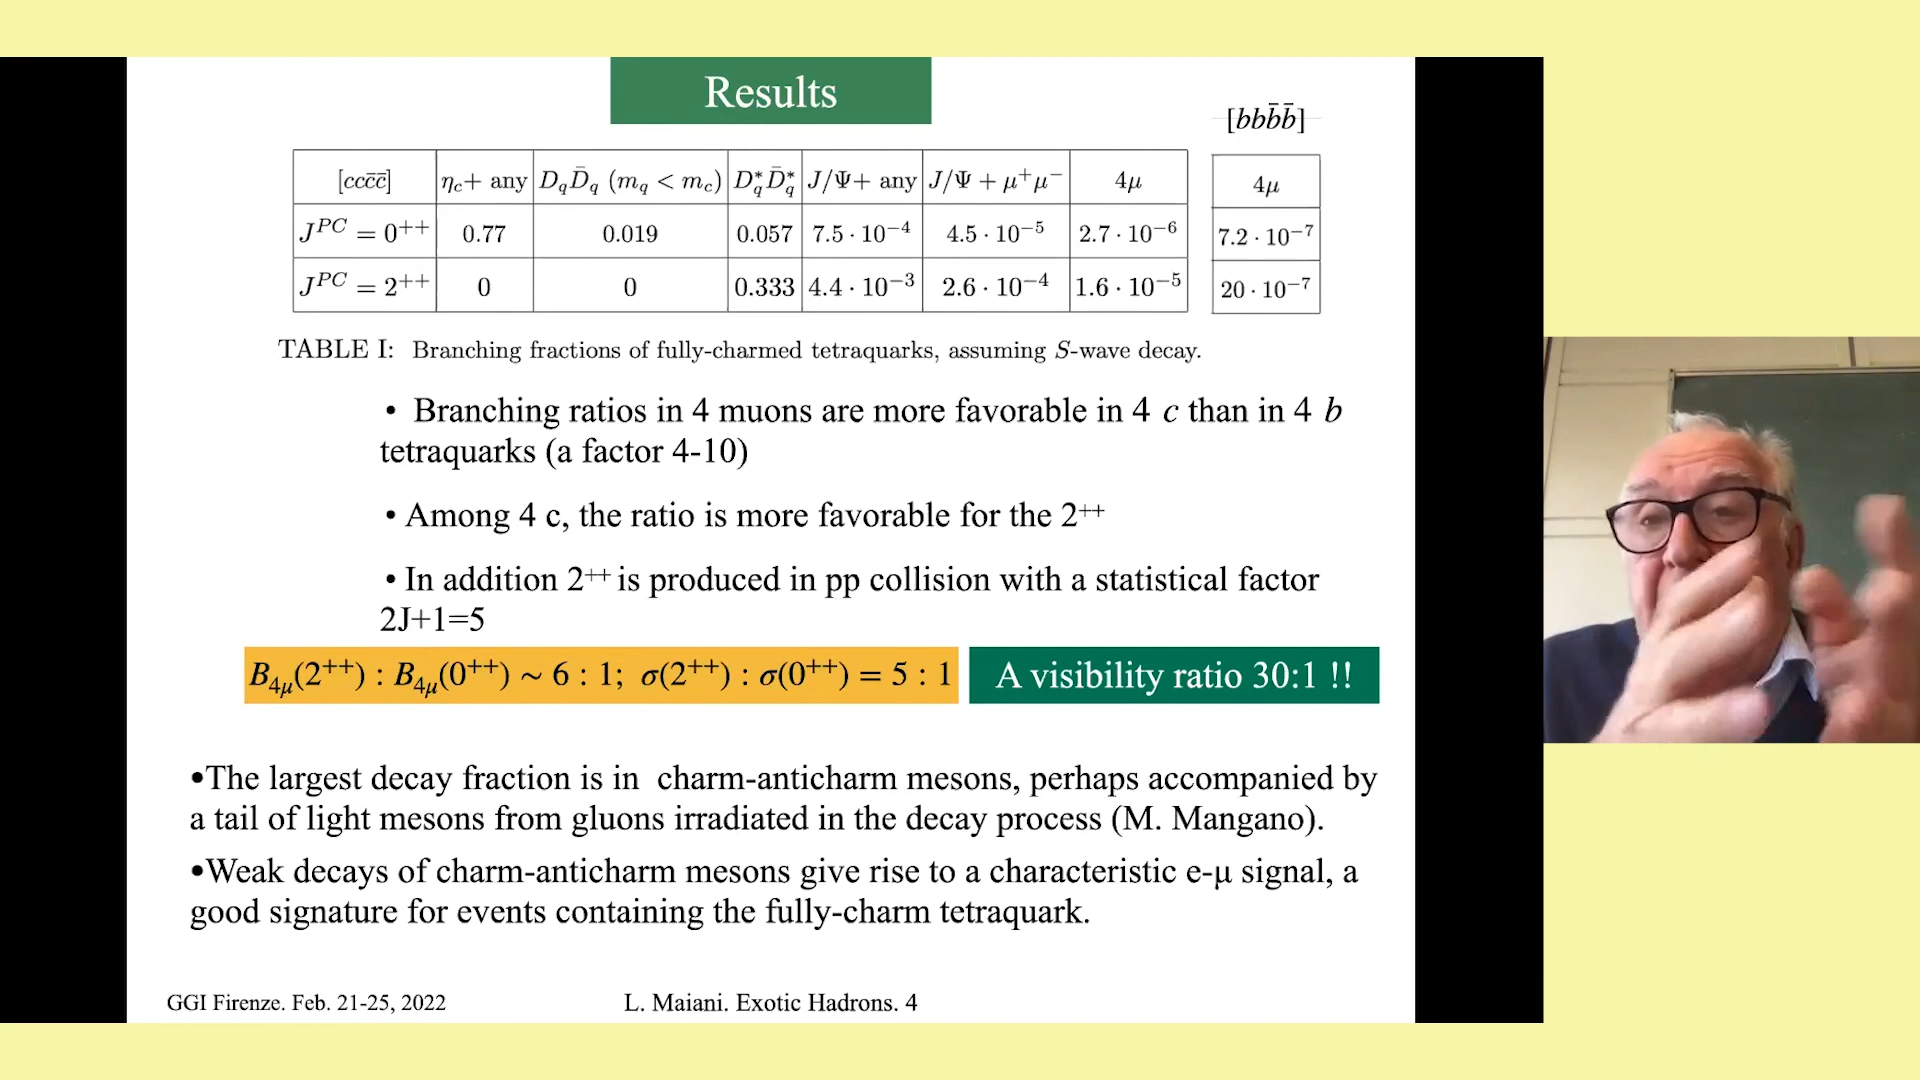 Results
[bbb̄b̄]
[ccc̄c̄] η_c+ any D_qD̄_q (m_q < m_c) D*_qD̄*_q J/Ψ+ any J/Ψ + μ⁺μ⁻ 4μ 4μ
J^{PC} = 0⁺⁺ 0.77 0.019 0.057 7.5 · 10⁻⁴ 4.5 · 10⁻⁵ 2.7 · 10⁻⁶ 7.2 · 10⁻⁷
J^{PC} = 2⁺⁺ 0 0 0.333 4.4 · 10⁻³ 2.6 · 10⁻⁴ 1.6 · 10⁻⁵ 20 · 10⁻⁷
TABLE I: Branching fractions of fully-charmed tetraquarks, assuming S-wave decay.
• Branching ratios in 4 muons are more favorable in 4 c than in 4 b
tetraquarks (a factor 4-10)
• Among 4 c, the ratio is more favorable for the 2⁺⁺
• In addition 2⁺⁺ is produced in pp collision with a statistical factor
2J+1=5
B_{4μ}(2⁺⁺) : B_{4μ}(0⁺⁺) ∼ 6 : 1; σ(2⁺⁺) : σ(0⁺⁺) = 5 : 1
A visibility ratio 30:1 !!
•The largest decay fraction is in charm-anticharm mesons, perhaps accompanied by
a tail of light mesons from gluons irradiated in the decay process (M. Mangano).
•Weak decays of charm-anticharm mesons give rise to a characteristic e-μ signal, a
good signature for events containing the fully-charm tetraquark.
GGI Firenze. Feb. 21-25, 2022
L. Maiani. Exotic Hadrons. 4